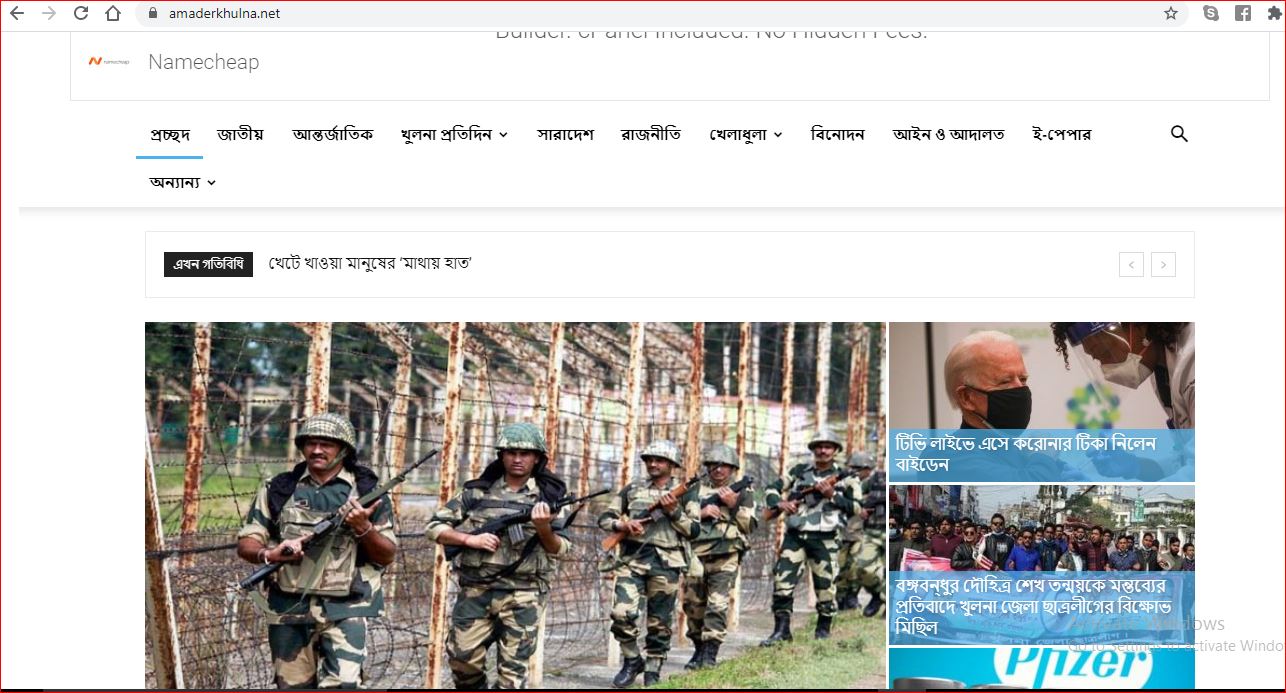 amaderkhulna.net
Builder. cPanel Included. No Hidden Fees.
namecheap
Namecheap
প্রচ্ছদ জাতীয় আন্তর্জাতিক খুলনা প্রতিদিন সারাদেশ রাজনীতি খেলাধুলা বিনোদন আইন ও আদালত ই-পেপার
অন্যান্য
এখন গতিবিধি খেটে খাওয়া মানুষের ‘মাথায় হাত’
টিভি লাইভে এসে করোনার টিকা নিলেন
বাইডেন
বঙ্গবন্ধুর দৌহিত্র শেখ তন্ময়কে মন্তব্যের
প্রতিবাদে খুলনা জেলা ছাত্রলীগের বিক্ষোভ
মিছিল
Activate Windows
Go to Settings to activate Windo
Pfizer